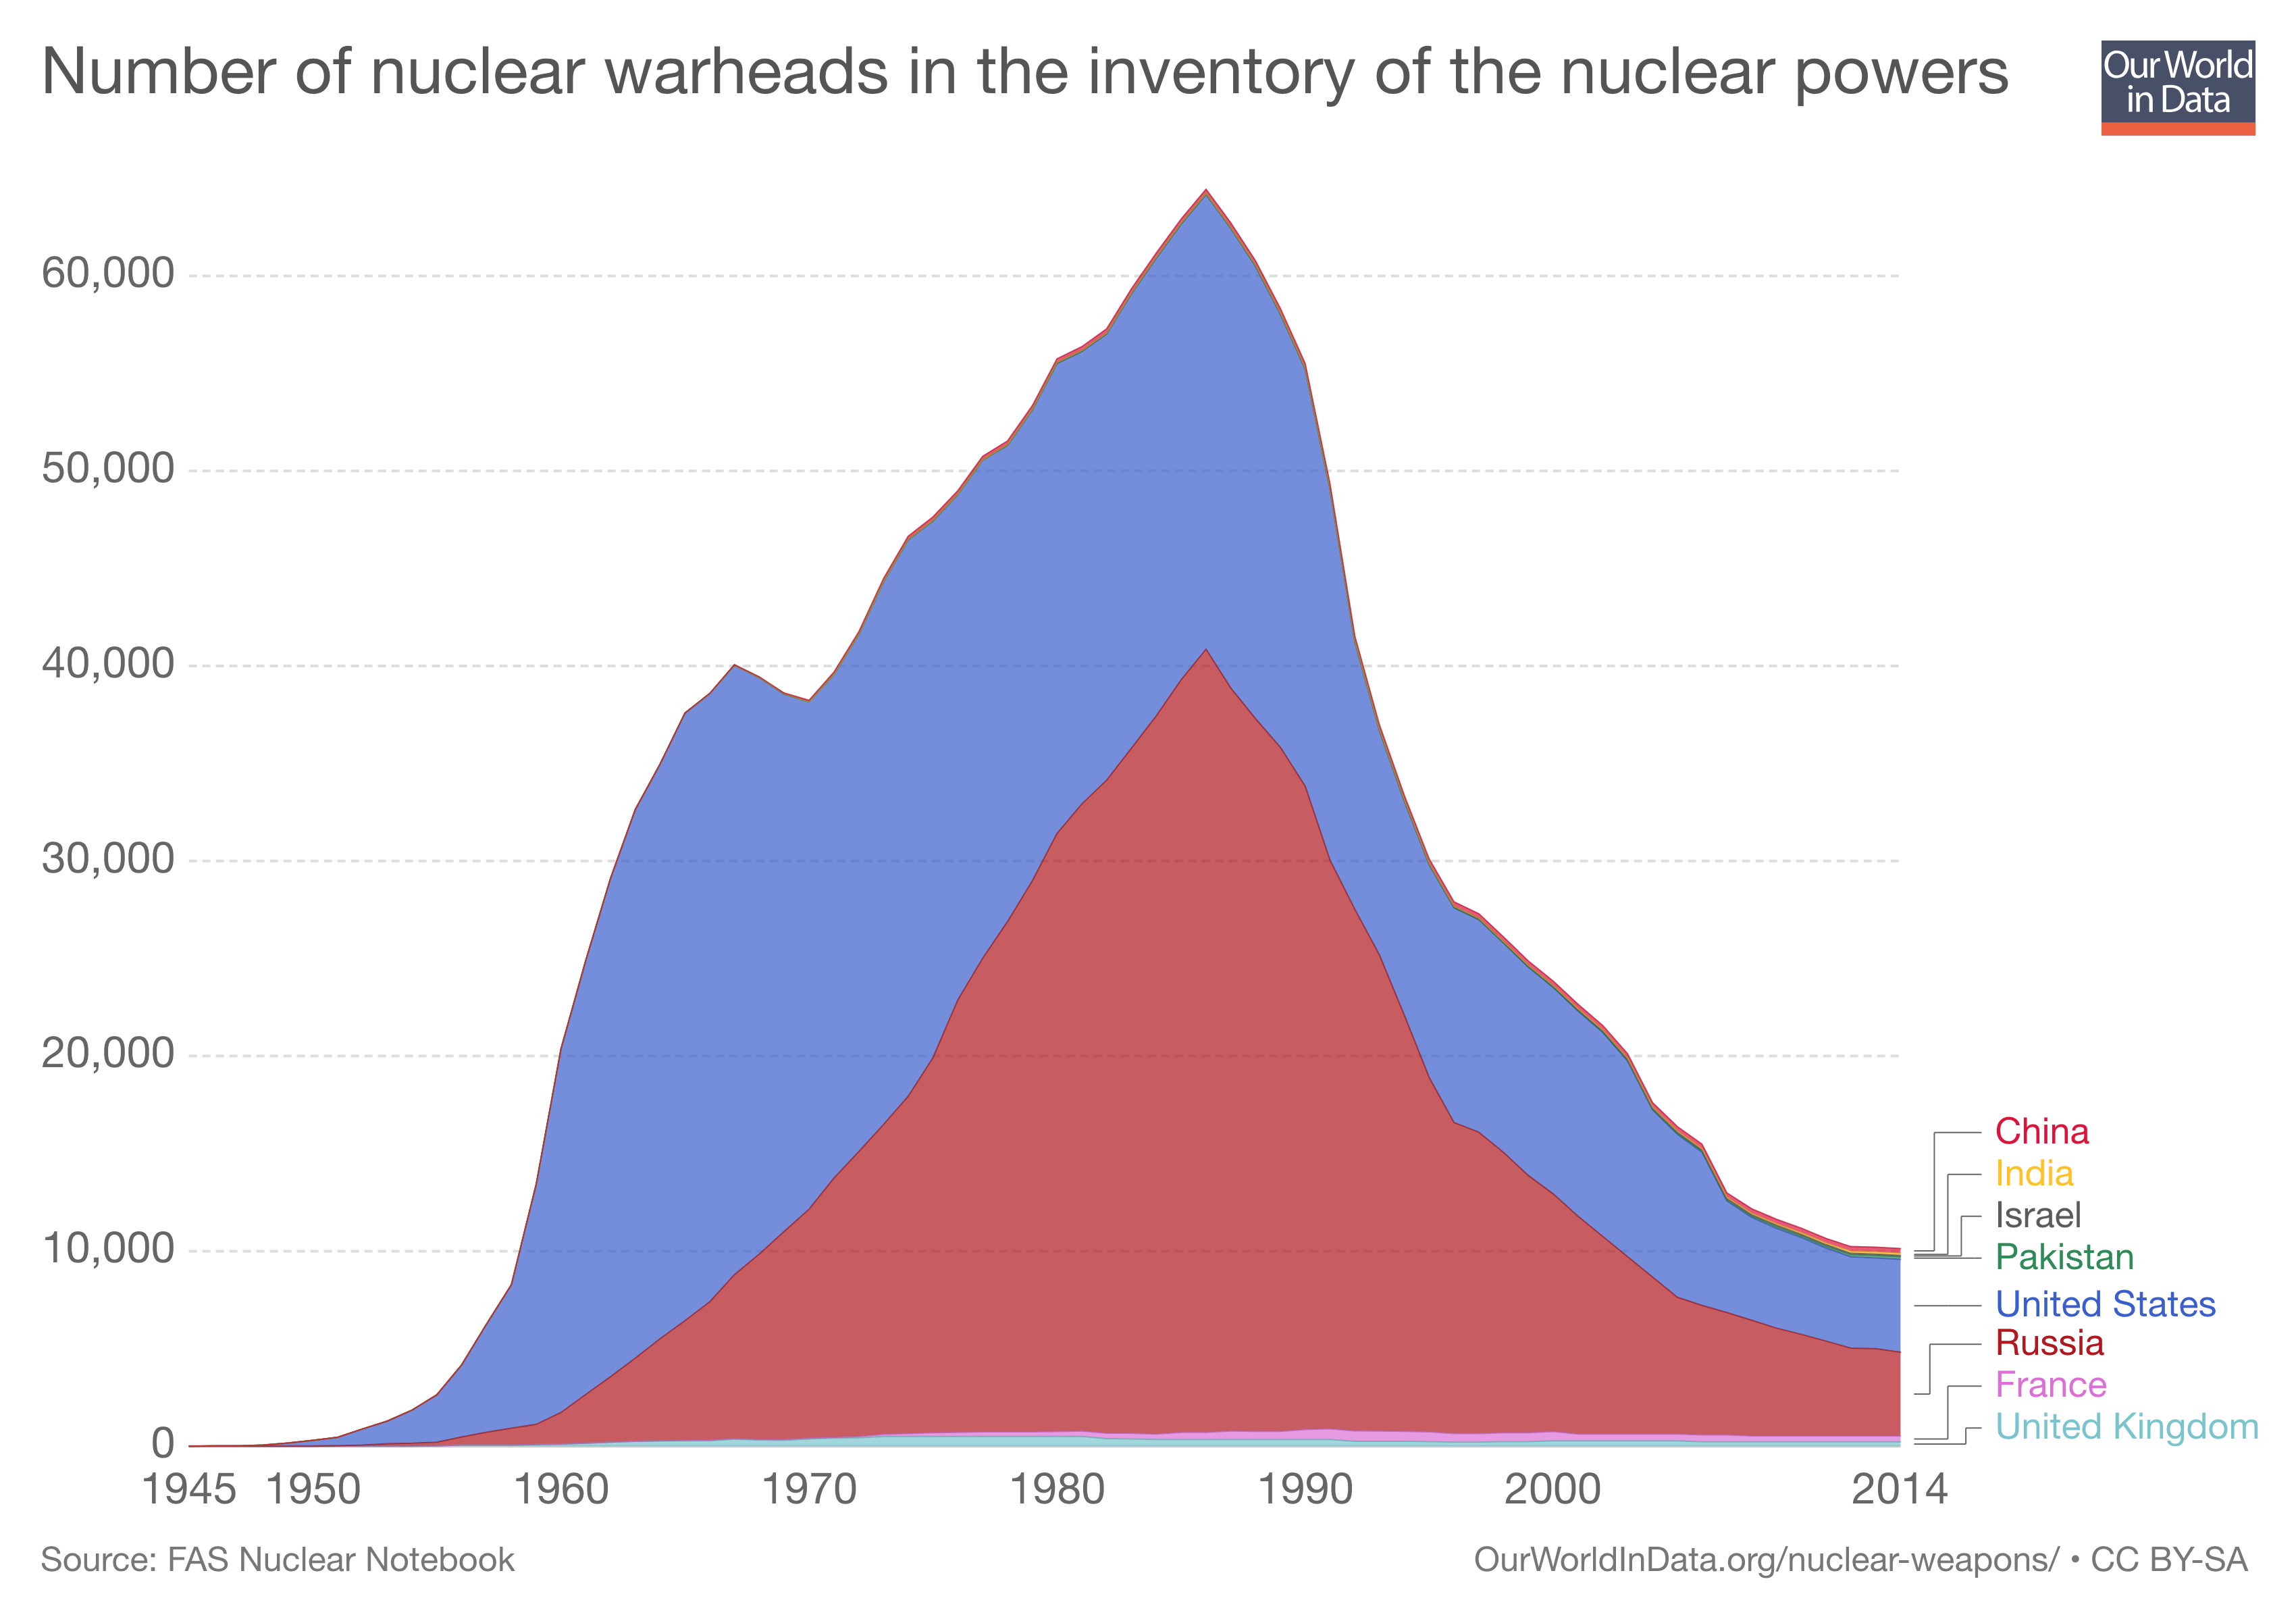 Number of nuclear warheads in the inventory of the nuclear powers
Our World
in Data
60,000
50,000
40,000
30,000
20,000
10,000
0
1945 1950 1960 1970 1980 1990 2000 2014
China
India
Israel
Pakistan
United States
Russia
France
United Kingdom
Source: FAS Nuclear Notebook
OurWorldInData.org/nuclear-weapons/ • CC BY-SA